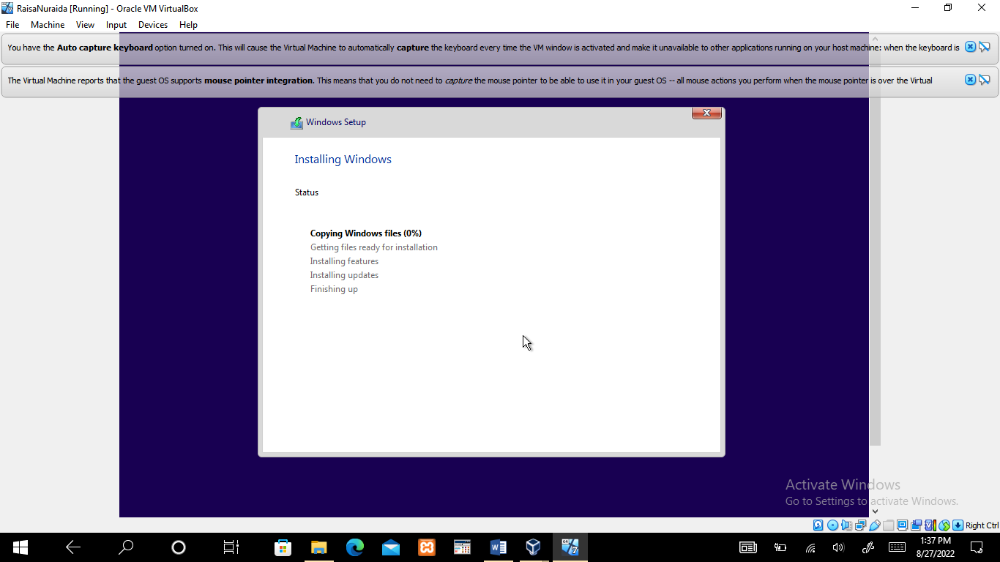 RaisaNuraida [Running] - Oracle VM VirtualBox
File Machine View Input Devices Help
You have the Auto capture keyboard option turned on. This will cause the Virtual Machine to automatically capture the keyboard every time the VM window is activated and make it unavailable to other applications running on your host machine: when the keyboard is
The Virtual Machine reports that the guest OS supports mouse pointer integration. This means that you do not need to capture the mouse pointer to be able to use it in your guest OS -- all mouse actions you perform when the mouse pointer is over the Virtual
Windows Setup
Installing Windows
Status
Copying Windows files (0%)
Getting files ready for installation
Installing features
Installing updates
Finishing up
Activate Windows
Go to Settings to activate Windows.
Right Ctrl
1:37 PM
8/27/2022